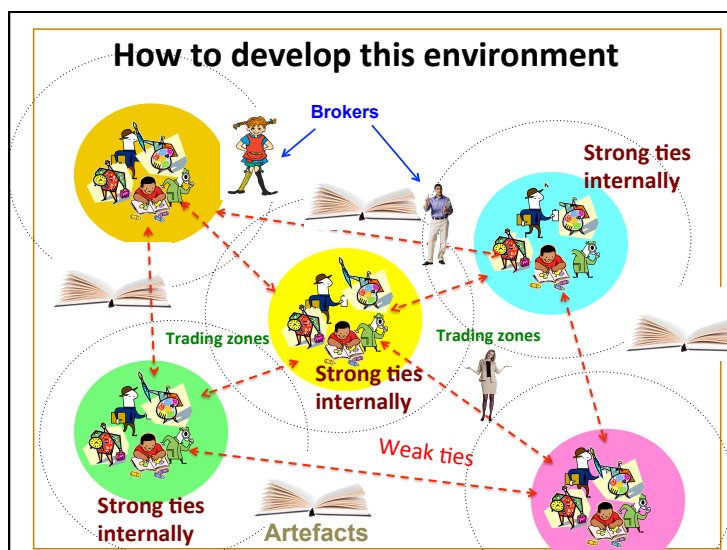 How to develop this environment
Brokers
Strong ties
internally
Trading zones
Trading zones
Strong ties
internally
Weak ties
Strong ties
internally
Artefacts